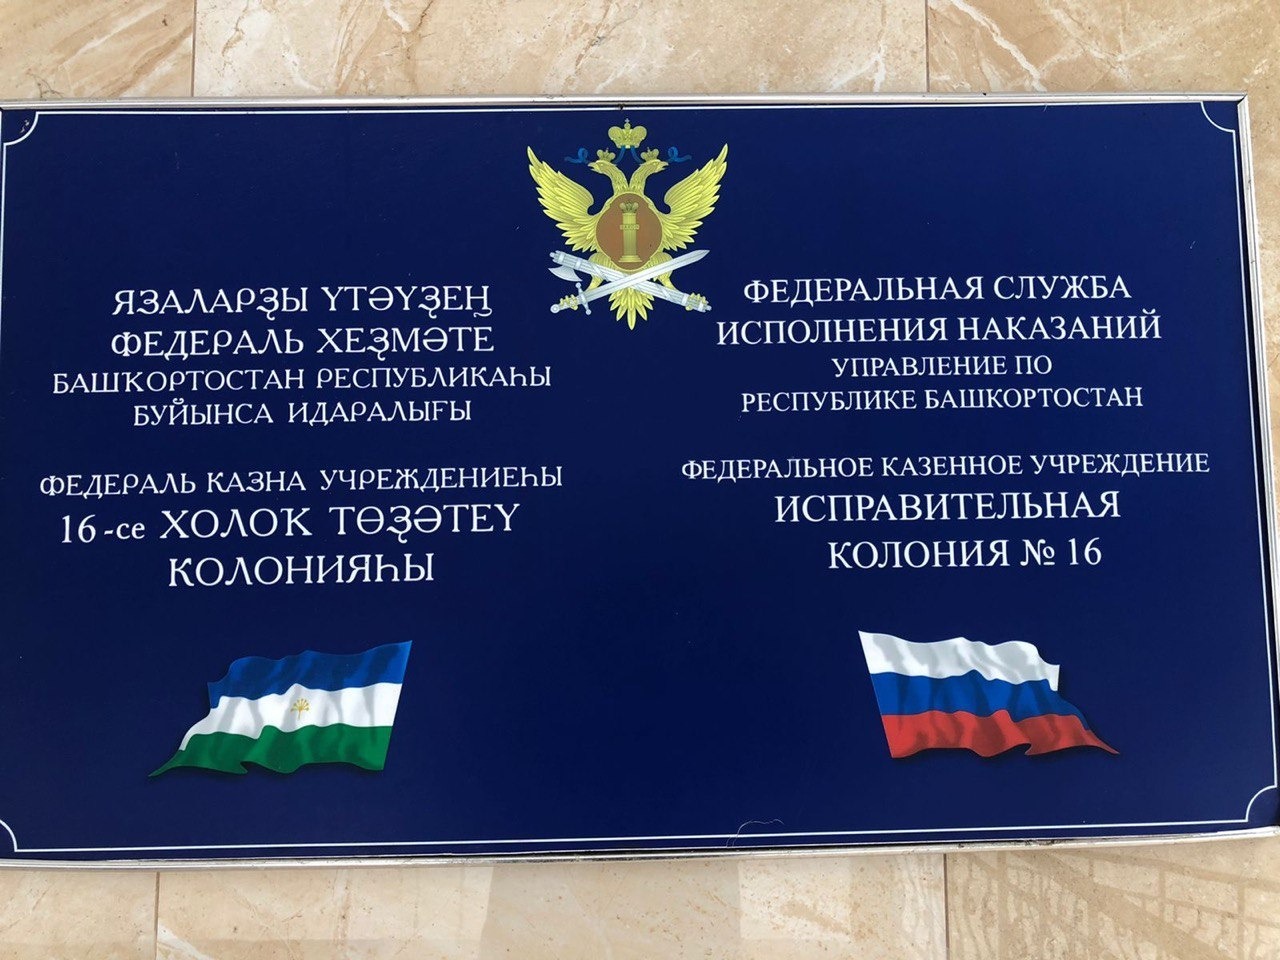 ЯЗАЛАРҘЫ ҮТӘҮҘЕҢ
ФЕДЕРАЛЬ ХЕҘМӘТЕ
БАШҠОРТОСТАН РЕСПУБЛИКАҺЫ
БУЙЫНСА ИДАРАЛЫҒЫ
ФЕДЕРАЛЬ КАЗНА УЧРЕЖДЕНИЕҺЫ
16-се ХОЛОҠ ТӨҘӘТЕҮ
КОЛОНИЯҺЫ
ФЕДЕРАЛЬНАЯ СЛУЖБА
ИСПОЛНЕНИЯ НАКАЗАНИЙ
УПРАВЛЕНИЕ ПО
РЕСПУБЛИКЕ БАШКОРТОСТАН
ФЕДЕРАЛЬНОЕ КАЗЕННОЕ УЧРЕЖДЕНИЕ
ИСПРАВИТЕЛЬНАЯ
КОЛОНИЯ № 16